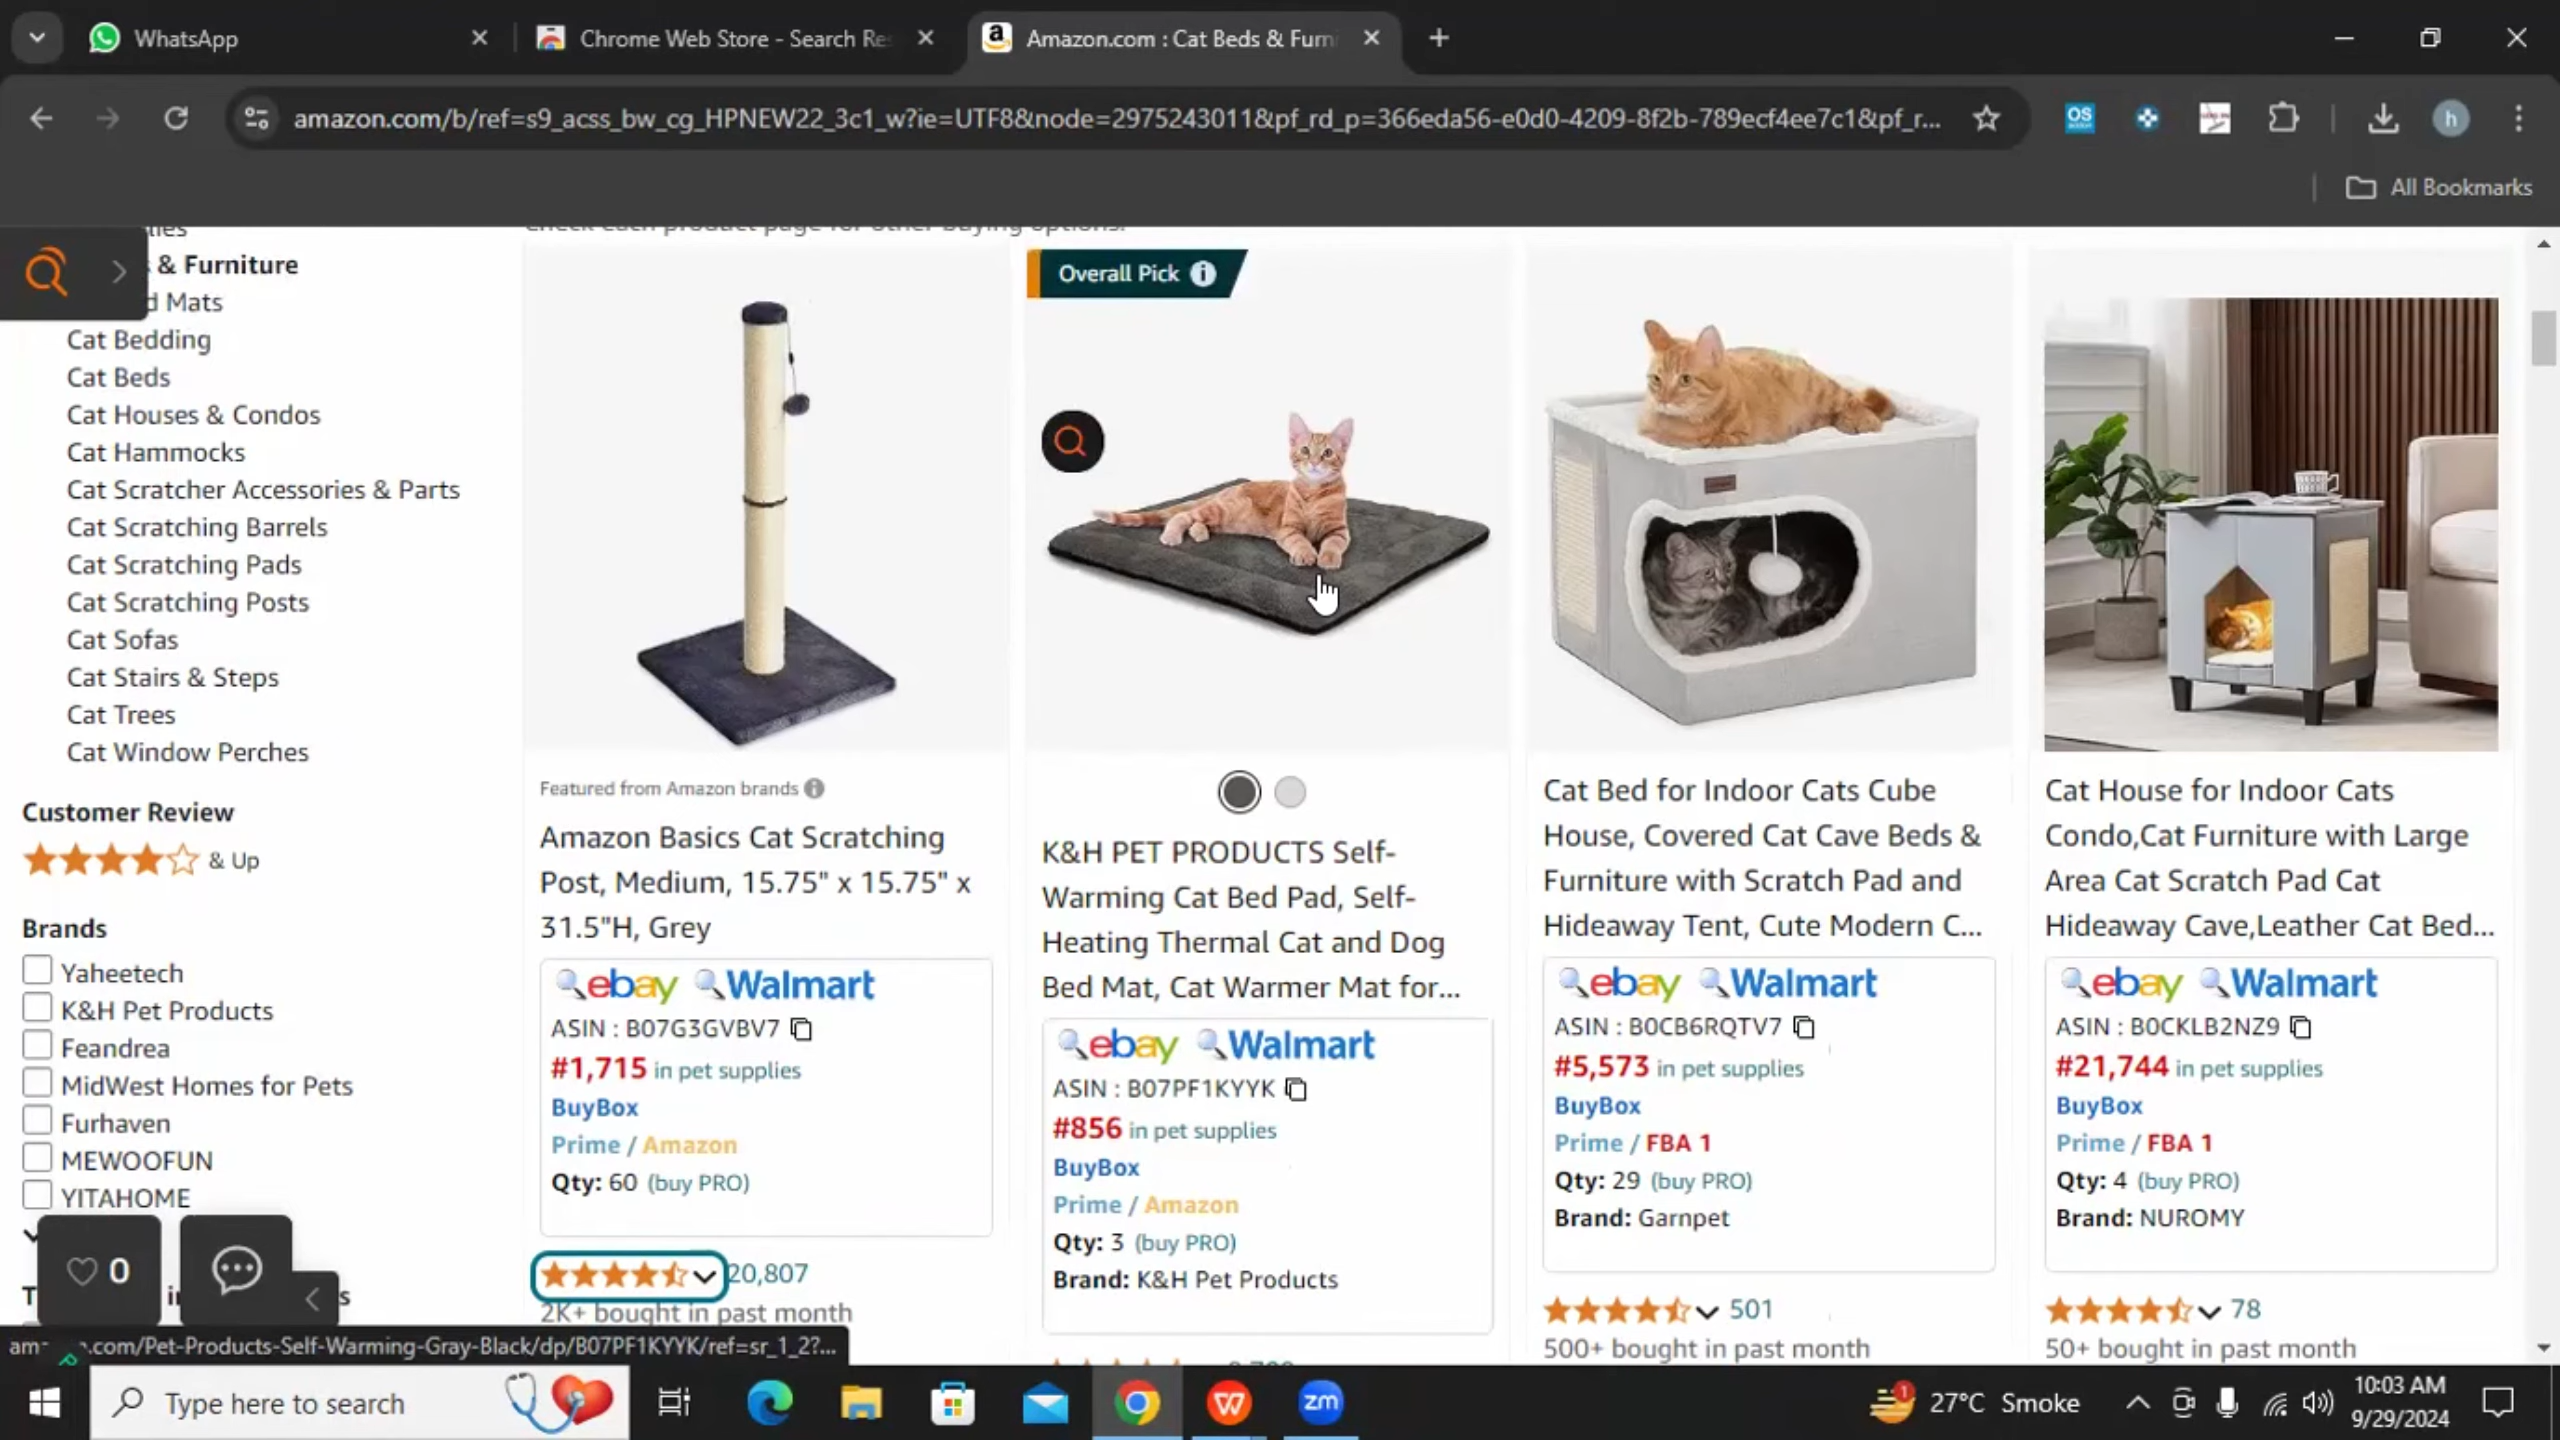 WhatsApp
Chrome Web Store - Search Re
Amazon.com : Cat Beds & Furni
amazon.com/b/ref=s9_acss_bw_cg_HPNEW22_3c1_w?ie=UTF8&node=2975243011&pf_rd_p=366eda56-e0d0-4209-8f2b-789ecf4ee7c1&pf_r...
OS
h
All Bookmarks
check each product page for other buying options.
& Furniture
d Mats
Cat Bedding
Cat Beds
Cat Houses & Condos
Cat Hammocks
Cat Scratcher Accessories & Parts
Cat Scratching Barrels
Cat Scratching Pads
Cat Scratching Posts
Cat Sofas
Cat Stairs & Steps
Cat Trees
Cat Window Perches
Customer Review
& Up
Brands
Yaheetech
K&H Pet Products
Feandrea
MidWest Homes for Pets
Furhaven
MEWOOFUN
YITAHOME
0
Featured from Amazon brands
Amazon Basics Cat Scratching
Post, Medium, 15.75" x 15.75" x
31.5"H, Grey
ebay Walmart
ASIN : B07G3GVBV7
#1,715 in pet supplies
BuyBox
Prime / Amazon
Qty: 60 (buy PRO)
20,807
2K+ bought in past month
Overall Pick
K&H PET PRODUCTS Self-
Warming Cat Bed Pad, Self-
Heating Thermal Cat and Dog
Bed Mat, Cat Warmer Mat for...
ebay Walmart
ASIN : B07PF1KYYK
#856 in pet supplies
BuyBox
Prime / Amazon
Qty: 3 (buy PRO)
Brand: K&H Pet Products
Cat Bed for Indoor Cats Cube
House, Covered Cat Cave Beds &
Furniture with Scratch Pad and
Hideaway Tent, Cute Modern C...
ebay Walmart
ASIN : B0CB6RQTV7
#5,573 in pet supplies
BuyBox
Prime / FBA 1
Qty: 29 (buy PRO)
Brand: Garnpet
501
500+ bought in past month
Cat House for Indoor Cats
Condo,Cat Furniture with Large
Area Cat Scratch Pad Cat
Hideaway Cave,Leather Cat Bed...
ebay Walmart
ASIN : B0CKLB2NZ9
#21,744 in pet supplies
BuyBox
Prime / FBA 1
Qty: 4 (buy PRO)
Brand: NUROMY
78
50+ bought in past month
.com/Pet-Products-Self-Warming-Gray-Black/dp/B07PF1KYYK/ref=sr_1_2?...
Type here to search
zm
1
27°C Smoke
10:03 AM
9/29/2024